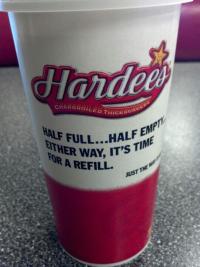 Hardee's
CHARBROILED THICKBURGERS
HALF FULL...HALF EMPTY...
EITHER WAY, IT'S TIME
FOR A REFILL.
JUST THE